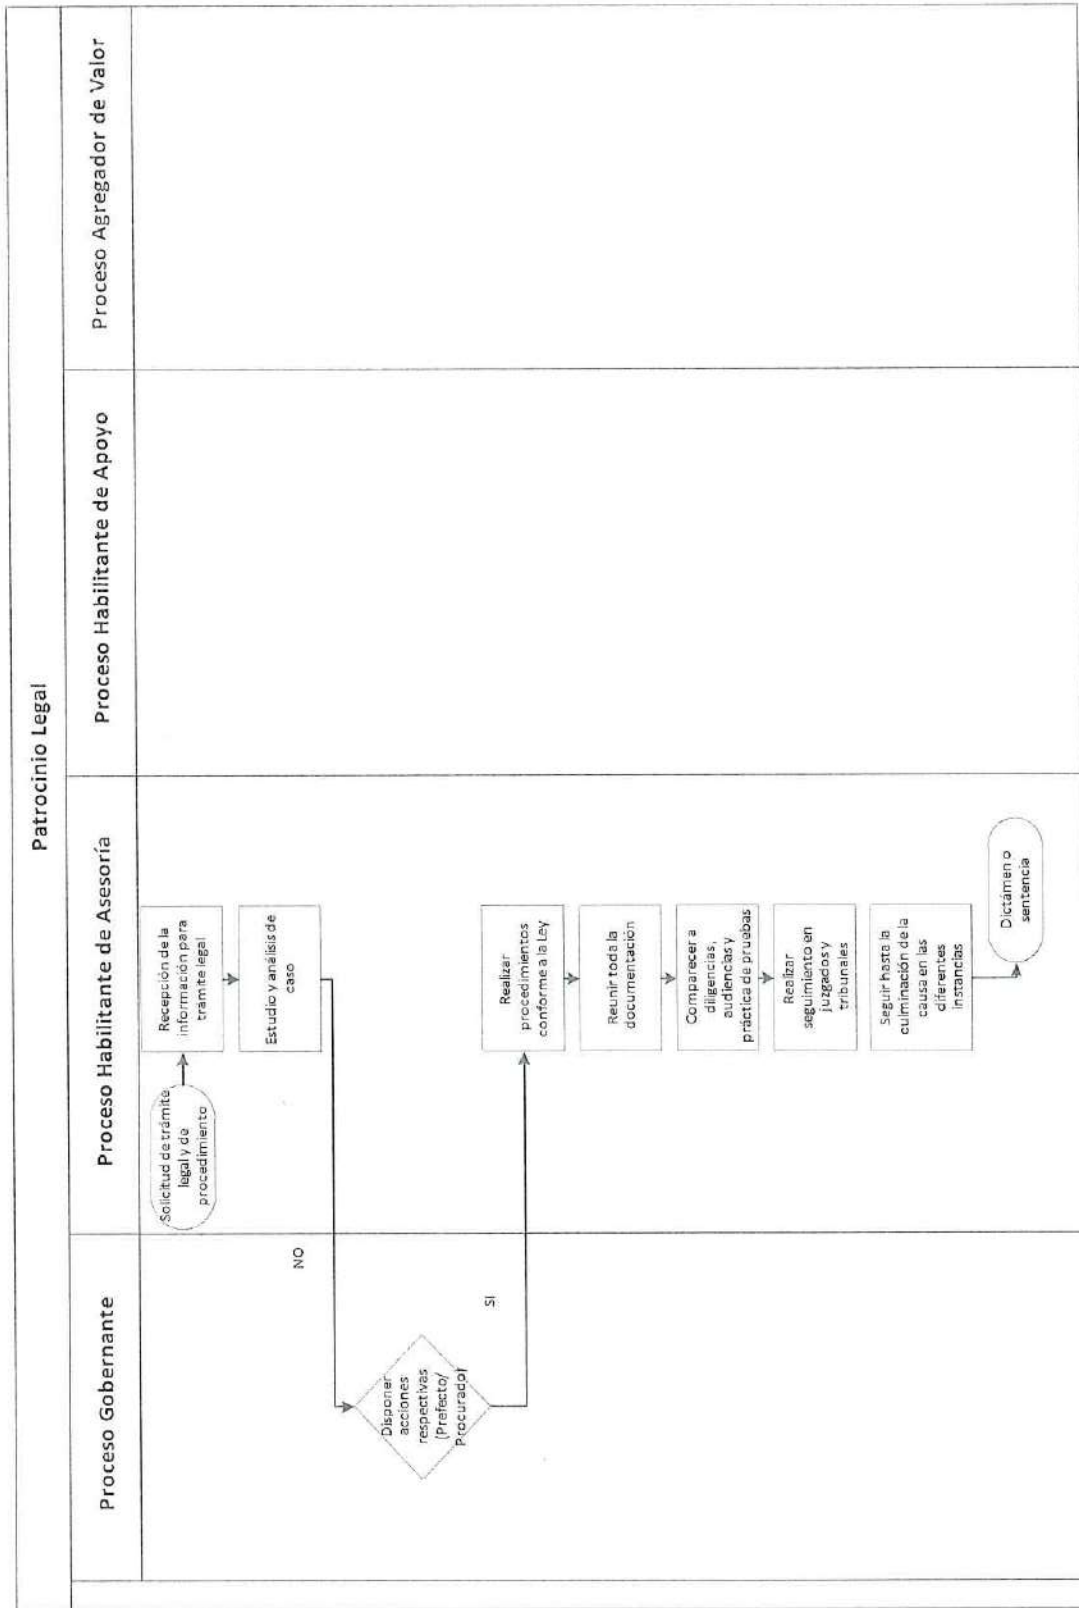 Patrocinio Legal
Proceso Gobernante
Proceso Habilitante de Asesoría
Proceso Habilitante de Apoyo
Proceso Agregador de Valor
Solicitud de trámite
legal y de
procedimiento
Recepción de la
información para
trámite legal
Estudio y análisis de
caso
NO
Disponer
acciones
respectivas
(Prefecto/
Procurador
SI
Realizar
procedimientos
conforme a la Ley
Reunir toda la
documentación
Comparecer a
diligencias,
audiencias y
práctica de pruebas
Realizar
seguimiento en
juzgados y
tribunales
Seguir hasta la
culminación de la
causa en las
diferentes
instancias
Dictámen o
sentencia